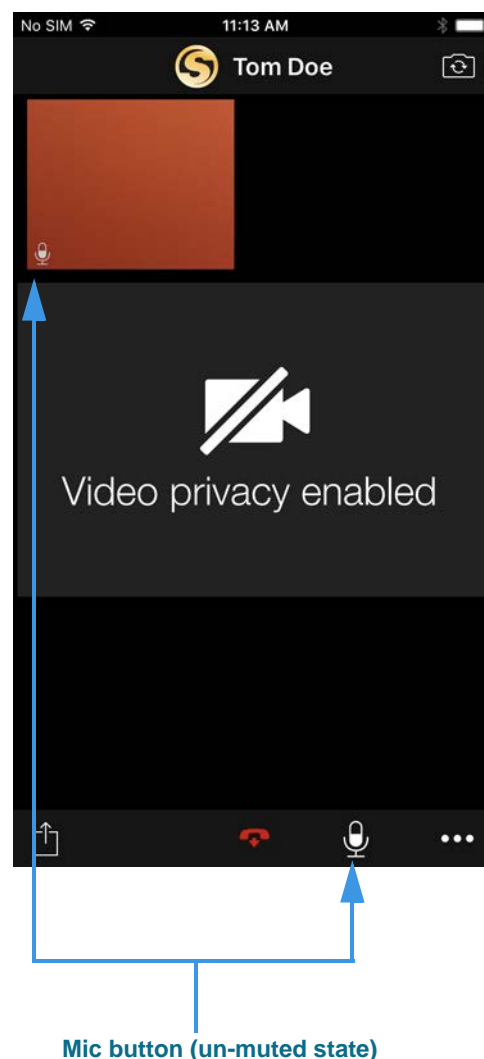 No SIM 11:13 AM
S Tom Doe
Video privacy enabled
Mic button (un-muted state)